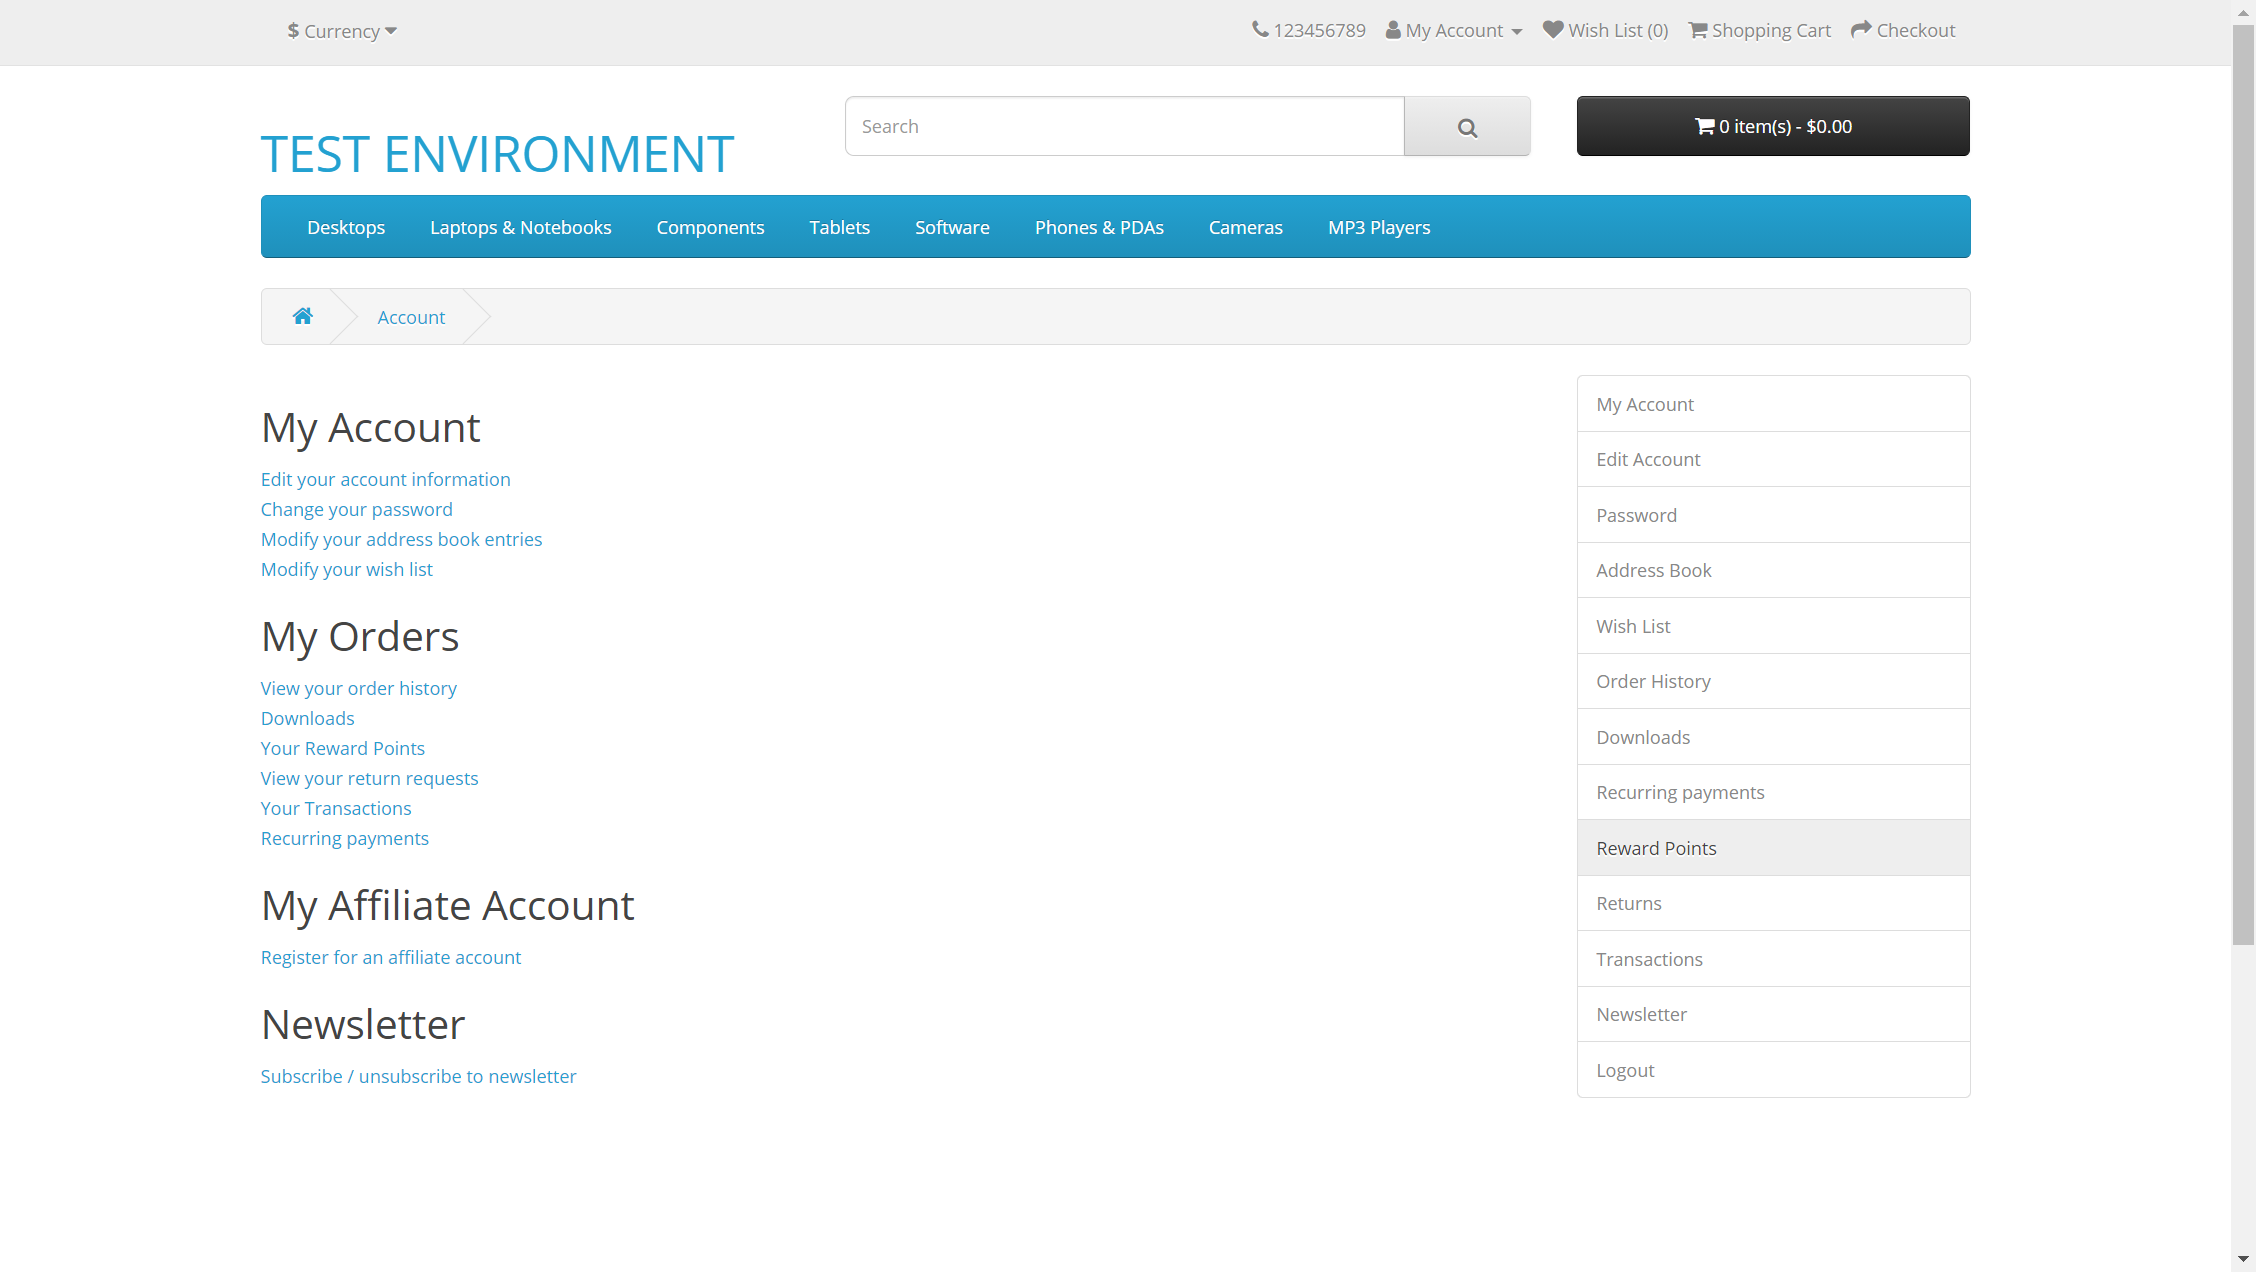 $ Currency
123456789 My Account Wish List (0) Shopping Cart Checkout
TEST ENVIRONMENT
Search
0 item(s) - $0.00
Desktops Laptops & Notebooks Components Tablets Software Phones & PDAs Cameras MP3 Players
Account
My Account
Edit your account information
Change your password
Modify your address book entries
Modify your wish list
My Orders
View your order history
Downloads
Your Reward Points
View your return requests
Your Transactions
Recurring payments
My Affiliate Account
Register for an affiliate account
Newsletter
Subscribe / unsubscribe to newsletter
My Account
Edit Account
Password
Address Book
Wish List
Order History
Downloads
Recurring payments
Reward Points
Returns
Transactions
Newsletter
Logout